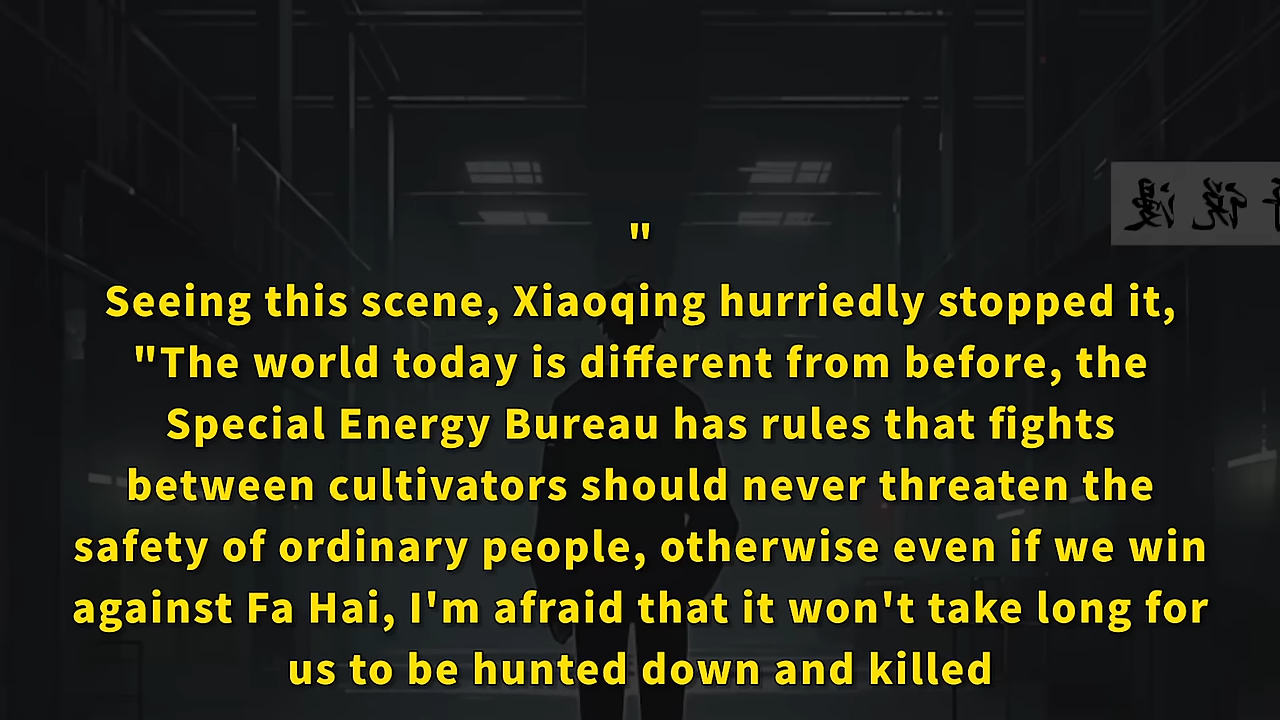 "
Seeing this scene, Xiaoqing hurriedly stopped it,
"The world today is different from before, the
Special Energy Bureau has rules that fights
between cultivators should never threaten the
safety of ordinary people, otherwise even if we win
against Fa Hai, I'm afraid that it won't take long for
us to be hunted down and killed
漫说